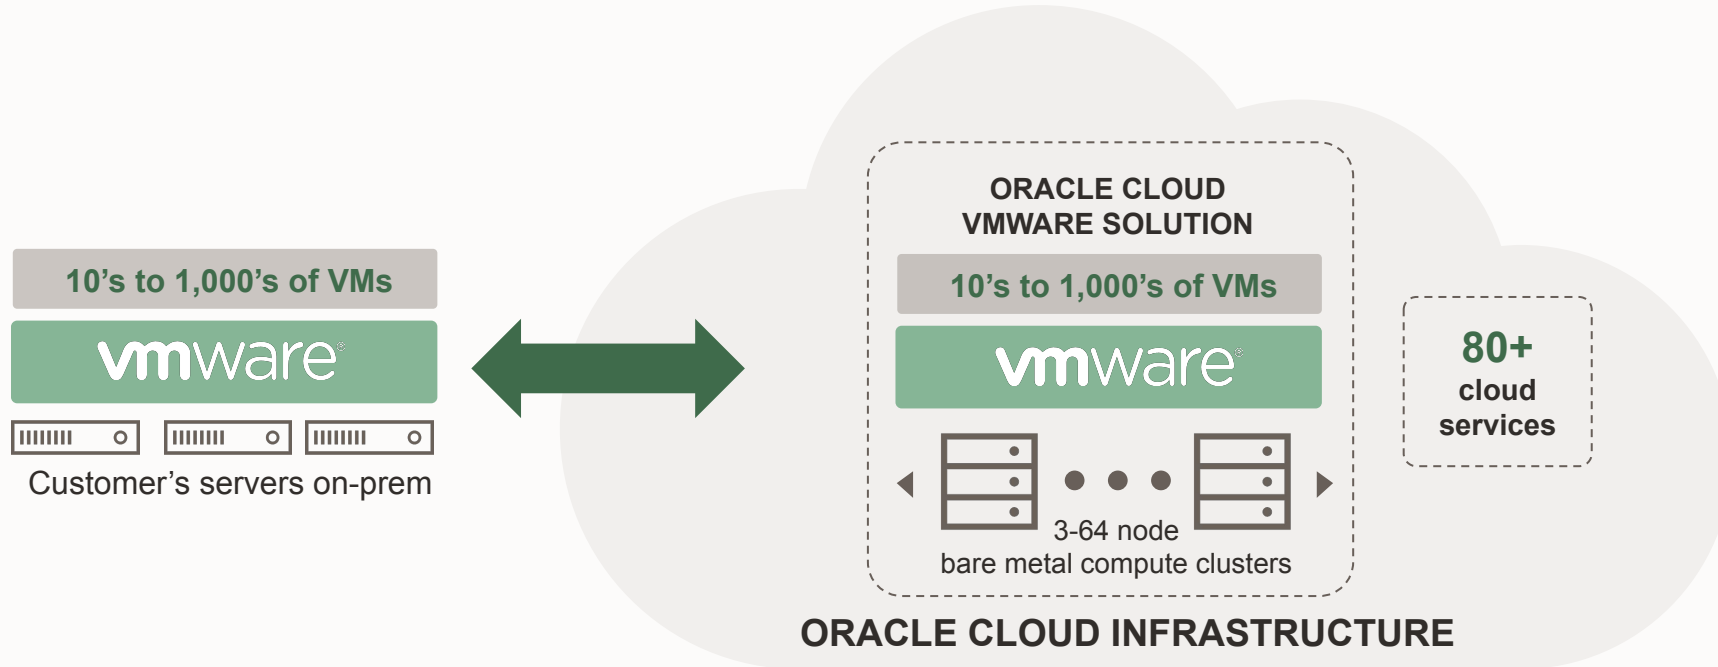 10's to 1,000's of VMs
vmware®
Customer's servers on-prem
ORACLE CLOUD
VMWARE SOLUTION
10's to 1,000's of VMs
vmware®
3-64 node
bare metal compute clusters
80+
cloud
services
ORACLE CLOUD INFRASTRUCTURE